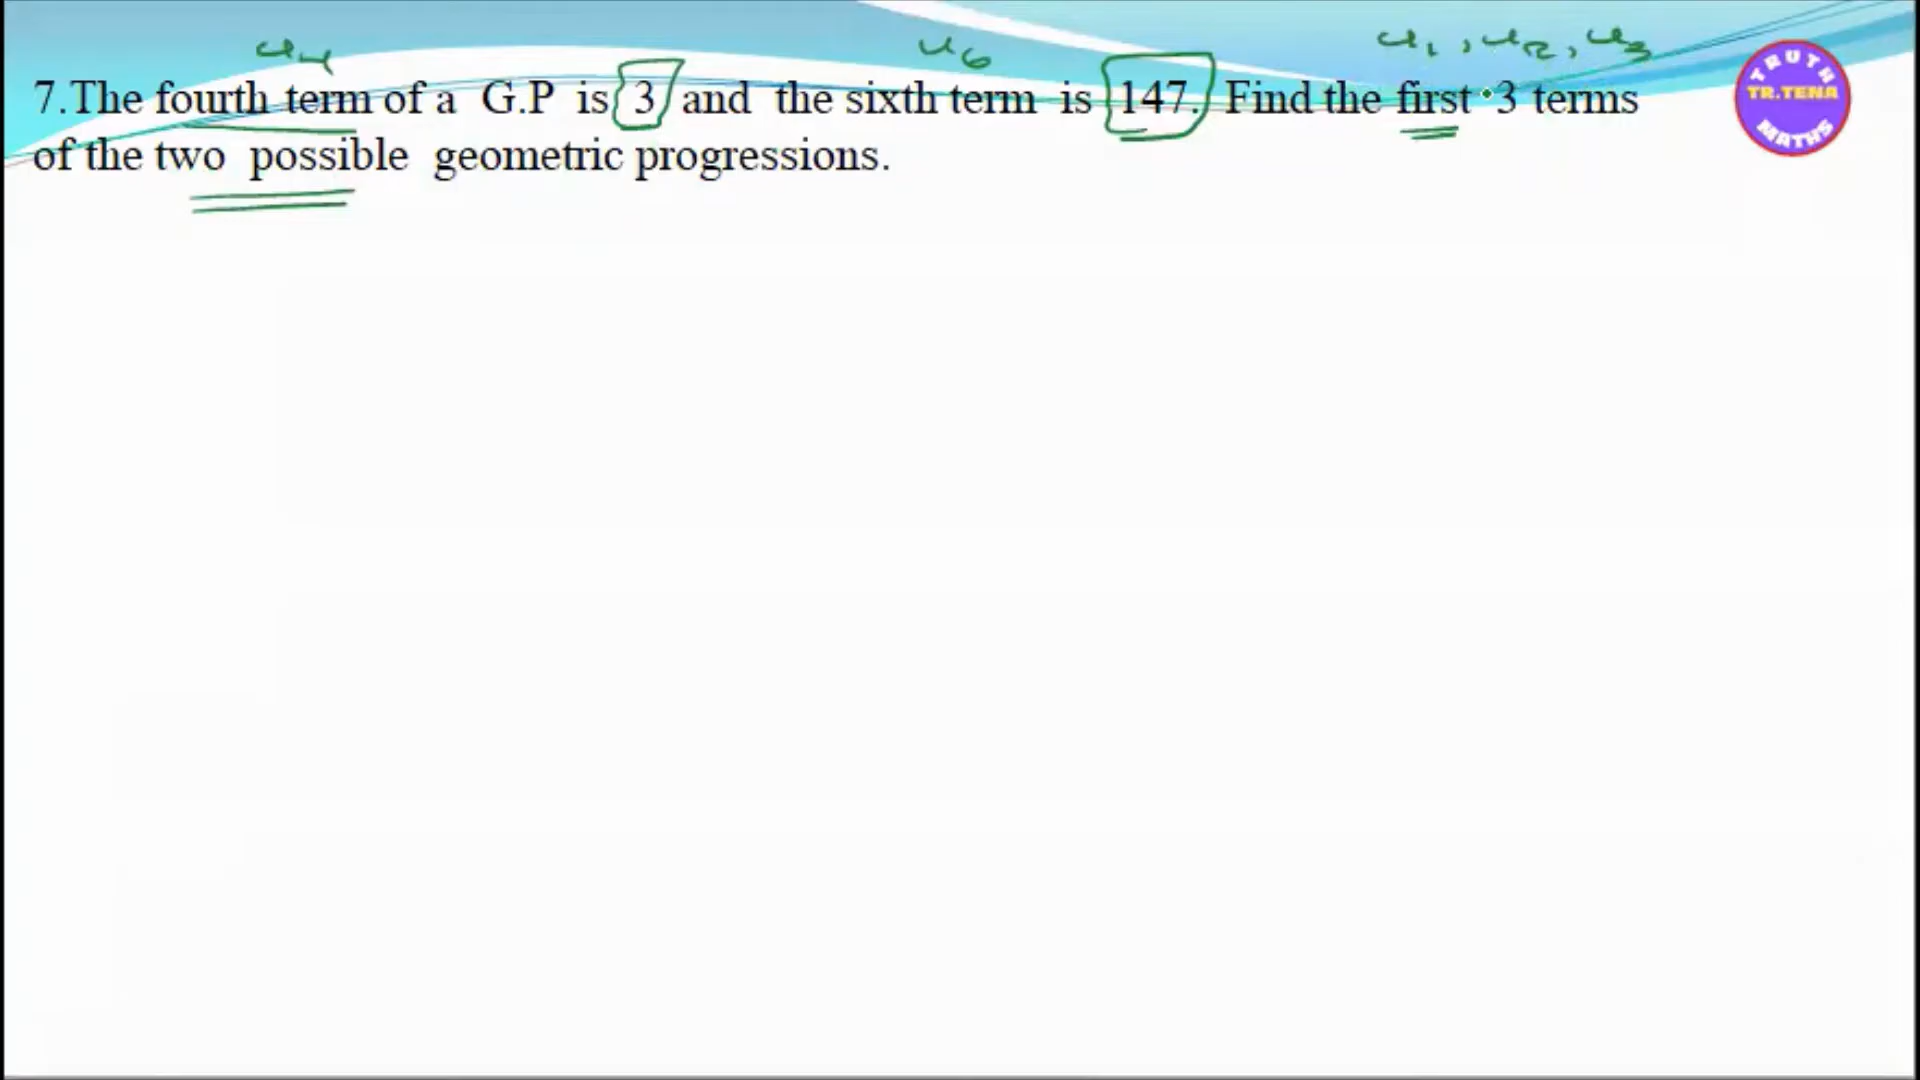 u₄ u₆ u₁ , u₂ , u₃
7.The fourth term of a G.P is 3 and the sixth term is 147. Find the first 3 terms
of the two possible geometric progressions.
TRUTH
TR.TENA
MATHS